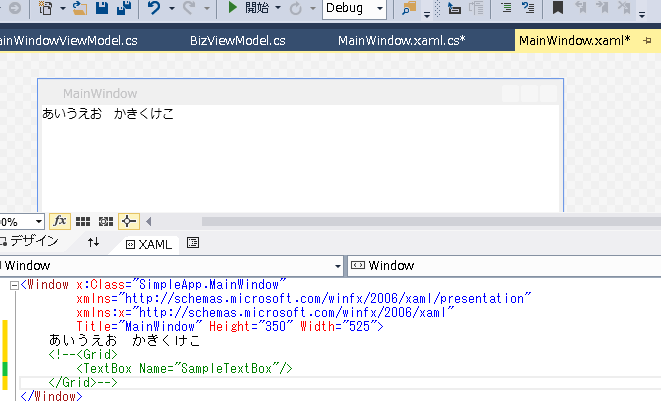 開始 Debug
ainWindowViewModel.cs BizViewModel.cs MainWindow.xaml.cs* MainWindow.xaml*
MainWindow
あいうえお　かきくけこ
00% fx
デザイン XAML
Window Window
<Window x:Class="SimpleApp.MainWindow"
xmlns="http://schemas.microsoft.com/winfx/2006/xaml/presentation"
xmlns:x="http://schemas.microsoft.com/winfx/2006/xaml"
Title="MainWindow" Height="350" Width="525">
あいうえお　かきくけこ
<!--<Grid>
<TextBox Name="SampleTextBox"/>
</Grid>-->
</Window>